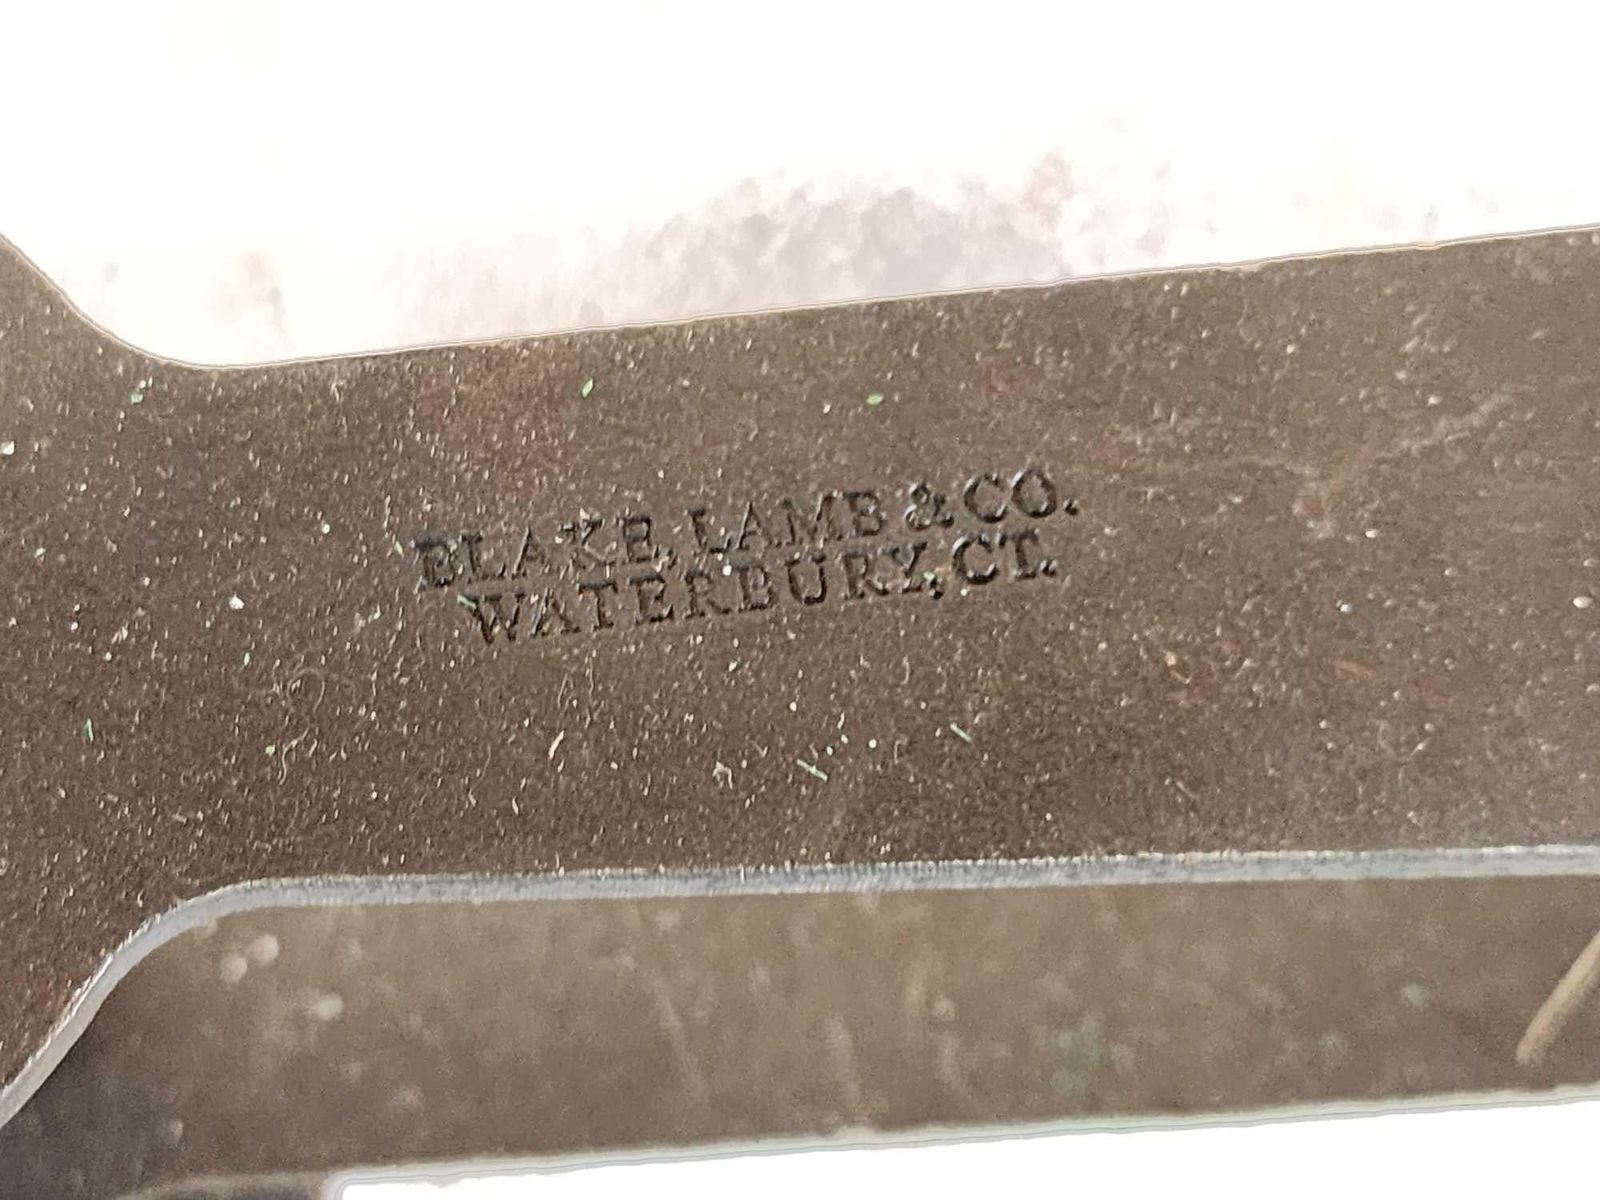 BLAKE, LAMB & CO.
WATERBURY, CT.